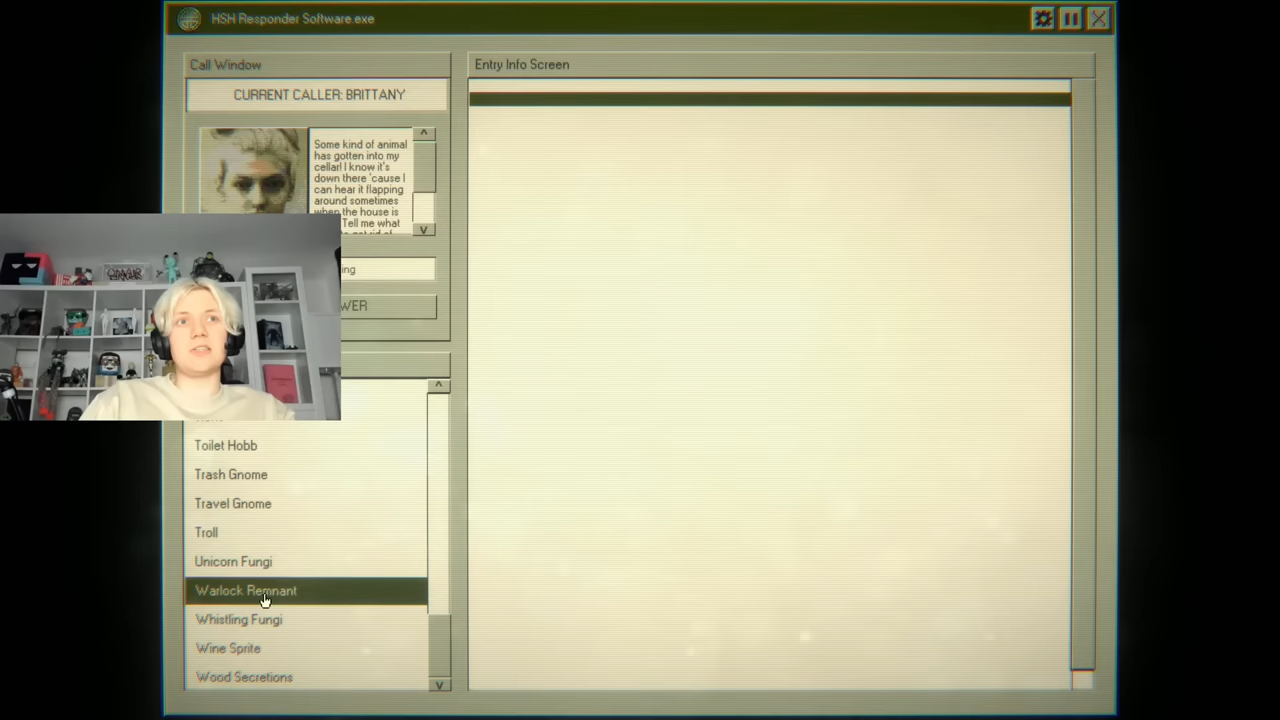 HSH Responder Software.exe
Call Window
CURRENT CALLER: BRITTANY
Some kind of animal
has gotten into my
cellar! I know it's
down there 'cause I
can hear it flapping
around sometimes
when the house is
Tell me what
Entry Info Screen
Toilet Hobb
Trash Gnome
Travel Gnome
Troll
Unicorn Fungi
Warlock Remnant
Whistling Fungi
Wine Sprite
Wood Secretions